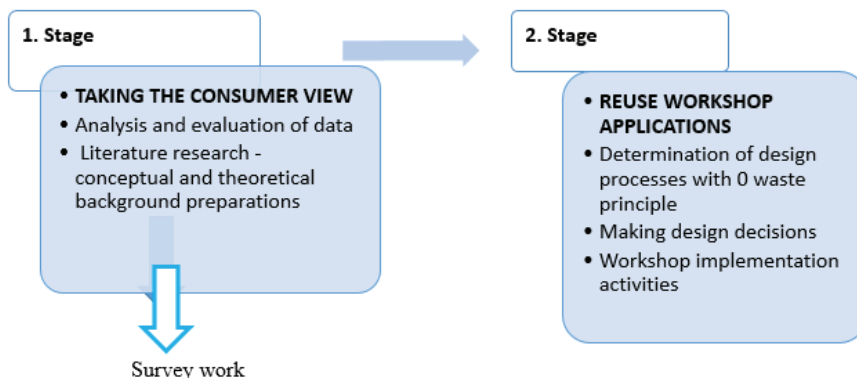 1. Stage
• TAKING THE CONSUMER VIEW
• Analysis and evaluation of data
• Literature research -
conceptual and theoretical
background preparations
Survey work
2. Stage
• REUSE WORKSHOP
APPLICATIONS
• Determination of design
processes with 0 waste
principle
• Making design decisions
• Workshop implementation
activities